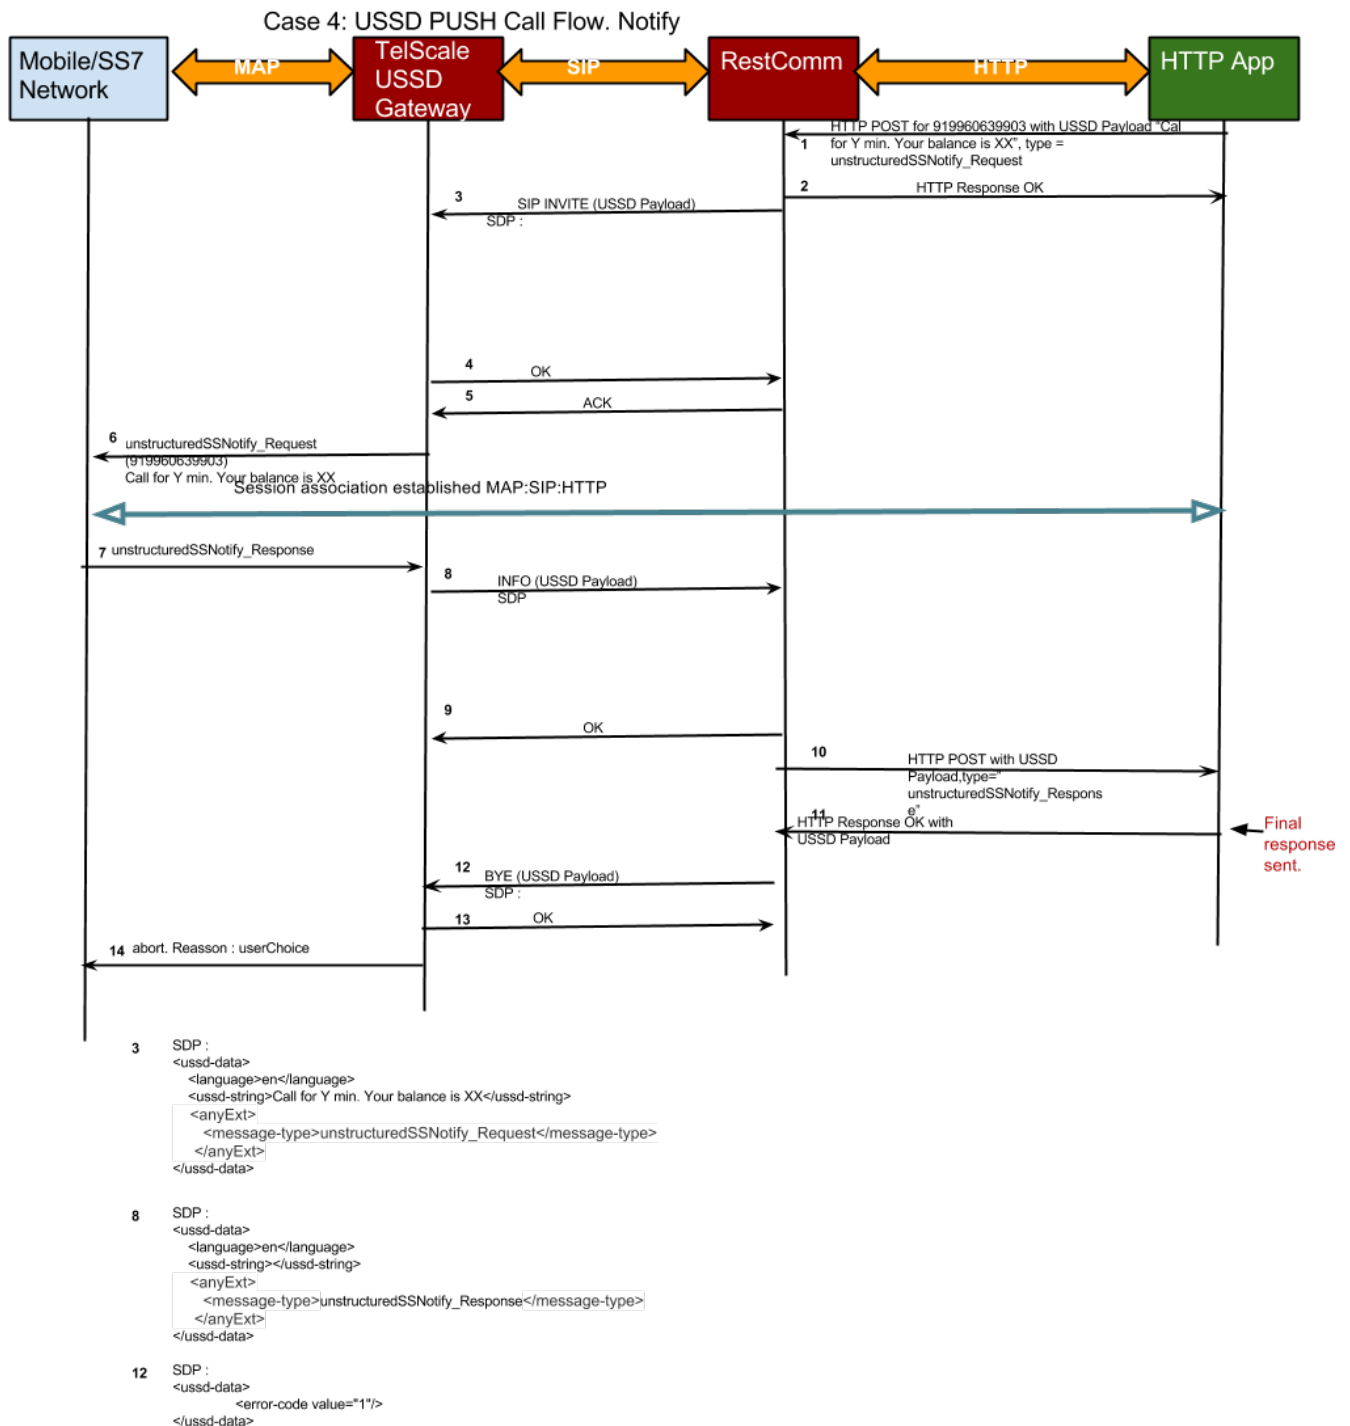 Case 4: USSD PUSH Call Flow. Notify
Mobile/SS7
Network
MAP
TelScale
USSD
Gateway
SIP
RestComm
HTTP
HTTP App
HTTP POST for 919960639903 with USSD Payload “Cal
1 for Y min. Your balance is XX”, type =
unstructuredSSNotify_Request
2 HTTP Response OK
3 SIP INVITE (USSD Payload)
SDP :
4 OK
5 ACK
6 unstructuredSSNotify_Request
(919960639903)
Call for Y min. Your balance is XX
Session association established MAP:SIP:HTTP
7 unstructuredSSNotify_Response
8 INFO (USSD Payload)
SDP
9 OK
10 HTTP POST with USSD
Payload,type=”
unstructuredSSNotify_Respons
e”
11 HTTP Response OK with
USSD Payload
Final
response
sent.
12 BYE (USSD Payload)
SDP :
13 OK
14 abort. Reasson : userChoice
3 SDP :
<ussd-data>
<language>en</language>
<ussd-string>Call for Y min. Your balance is XX</ussd-string>
<anyExt>
<message-type>unstructuredSSNotify_Request</message-type>
</anyExt>
</ussd-data>
8 SDP :
<ussd-data>
<language>en</language>
<ussd-string></ussd-string>
<anyExt>
<message-type>unstructuredSSNotify_Response</message-type>
</anyExt>
</ussd-data>
12 SDP :
<ussd-data>
<error-code value="1"/>
</ussd-data>